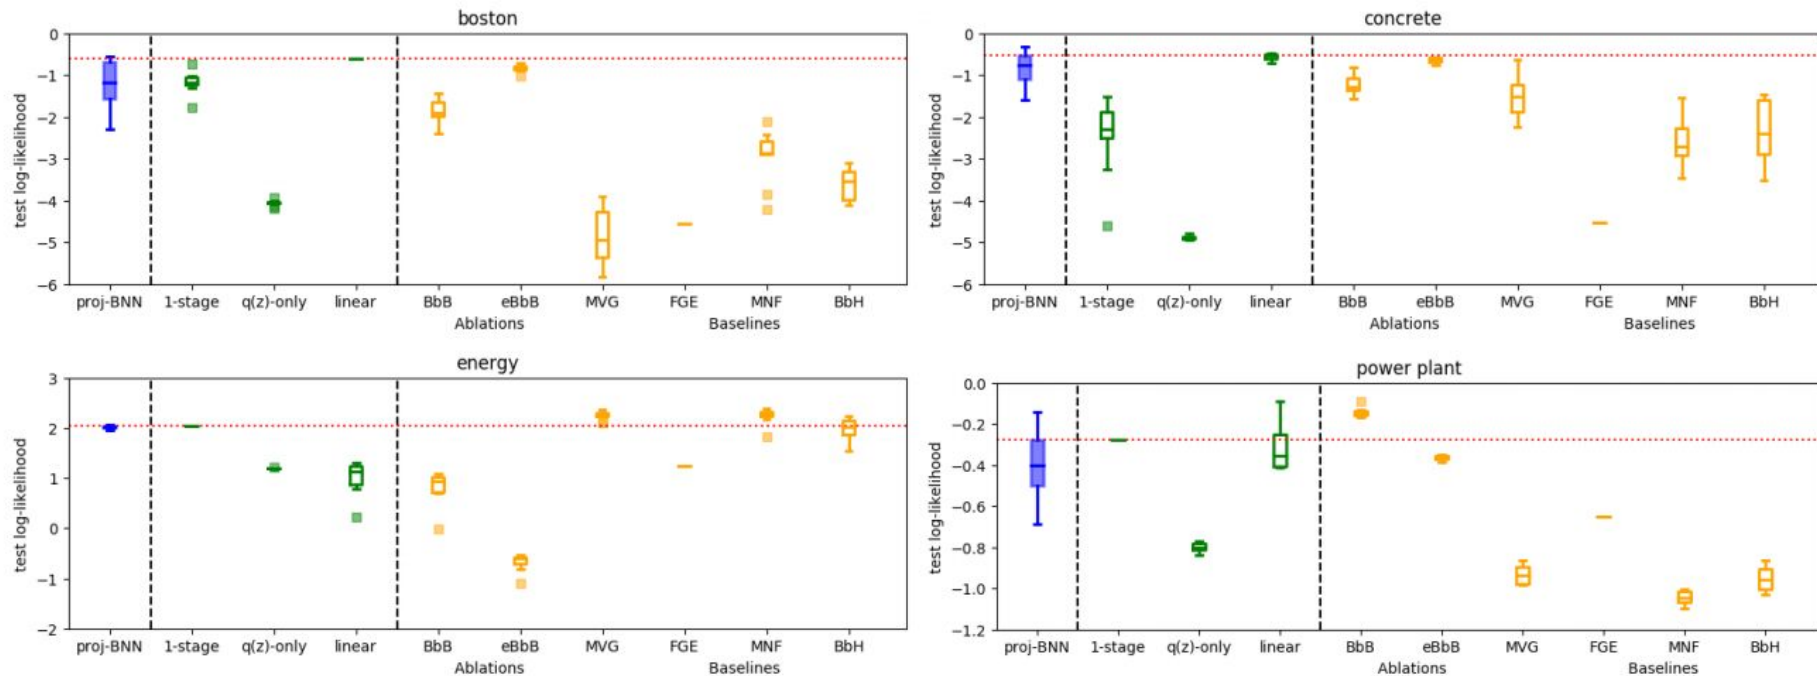 boston
test log-likelihood
0
−1
−2
−3
−4
−5
−6
proj-BNN 1-stage q(z)-only linear BbB eBbB MVG FGE MNF BbH
Ablations Baselines
concrete
test log-likelihood
0
−1
−2
−3
−4
−5
−6
proj-BNN 1-stage q(z)-only linear BbB eBbB MVG FGE MNF BbH
Ablations Baselines
energy
test log-likelihood
3
2
1
0
−1
−2
proj-BNN 1-stage q(z)-only linear BbB eBbB MVG FGE MNF BbH
Ablations Baselines
power plant
test log-likelihood
0.0
−0.2
−0.4
−0.6
−0.8
−1.0
−1.2
proj-BNN 1-stage q(z)-only linear BbB eBbB MVG FGE MNF BbH
Ablations Baselines